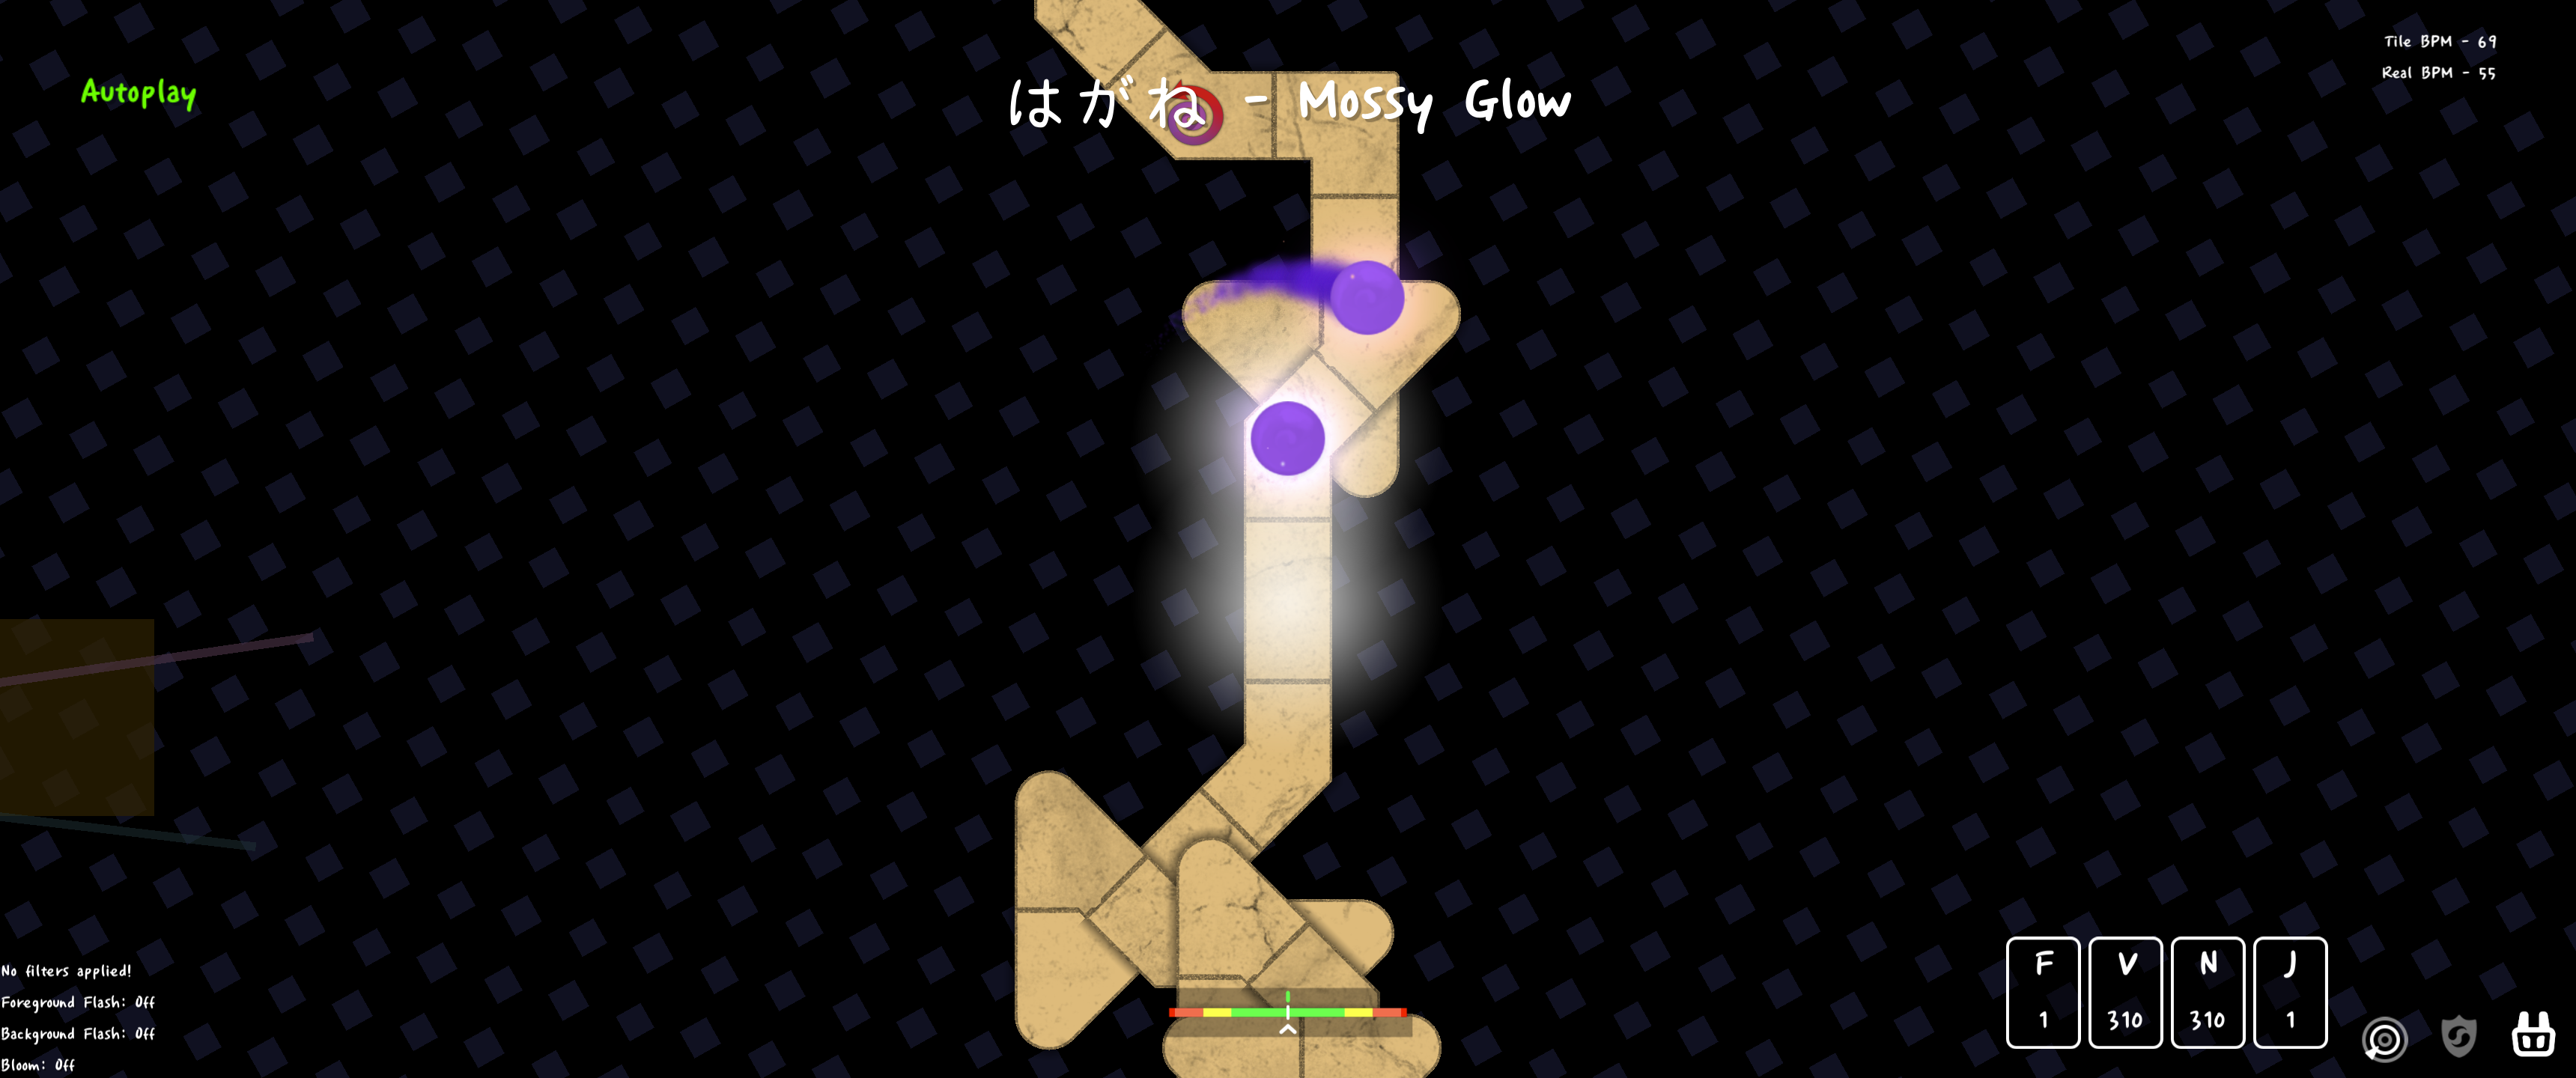 Tile BPM - 69
Real BPM - 55
Autoplay
はがね - Mossy Glow
No filters applied!
Foreground Flash: Off
Background Flash: Off
Bloom: Off
F V N J
1 310 310 1